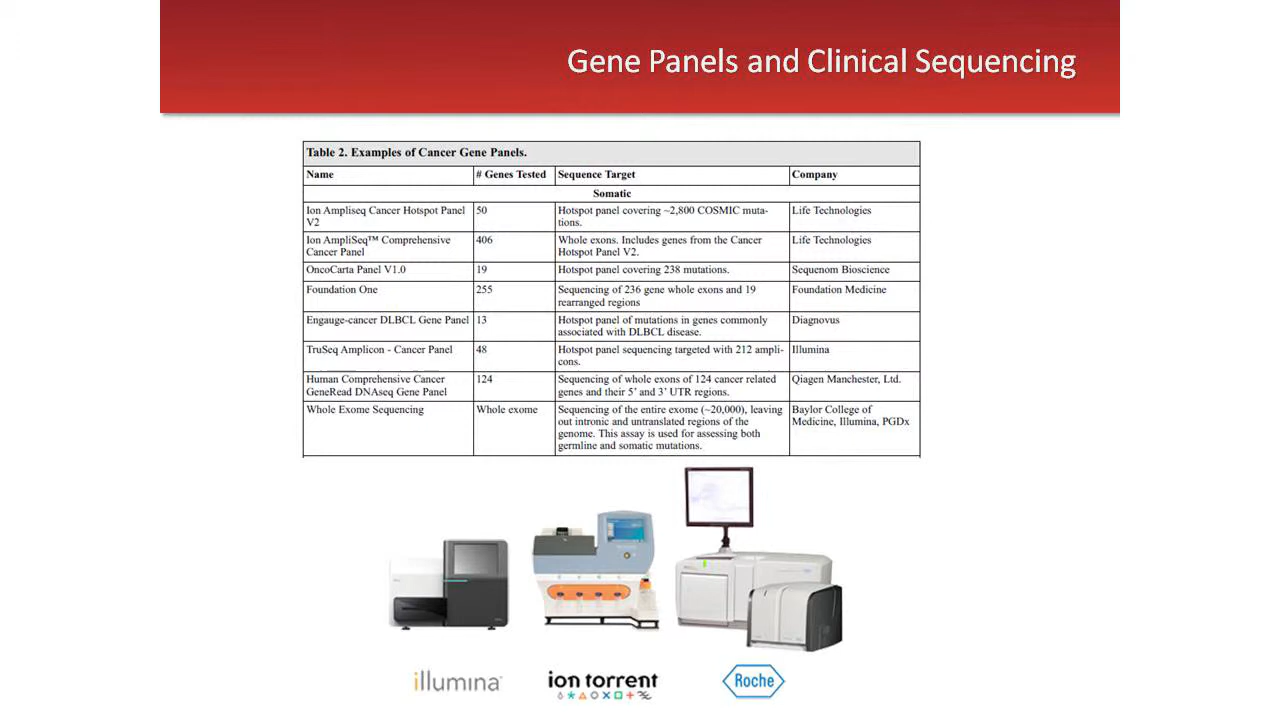 Gene Panels and Clinical Sequencing
Table 2. Examples of Cancer Gene Panels.
Name # Genes Tested Sequence Target Company
Somatic
Ion Ampliseq Cancer Hotspot Panel 50 Hotspot panel covering ~2,800 COSMIC muta- Life Technologies
V2 tions.
Ion AmpliSeq™ Comprehensive 406 Whole exons. Includes genes from the Cancer Life Technologies
Cancer Panel Hotspot Panel V2.
OncoCarta Panel V1.0 19 Hotspot panel covering 238 mutations. Sequenom Bioscience
Foundation One 255 Sequencing of 236 gene whole exons and 19 Foundation Medicine
rearranged regions
Engauge-cancer DLBCL Gene Panel 13 Hotspot panel of mutations in genes commonly Diagnovus
associated with DLBCL disease.
TruSeq Amplicon - Cancer Panel 48 Hotspot panel sequencing targeted with 212 ampli- Illumina
cons.
Human Comprehensive Cancer 124 Sequencing of whole exons of 124 cancer related Qiagen Manchester, Ltd.
GeneRead DNAseq Gene Panel genes and their 5' and 3' UTR regions.
Whole Exome Sequencing Whole exome Sequencing of the entire exome (~20,000), leaving Baylor College of
out intronic and untranslated regions of the Medicine, Illumina, PGDx
genome. This assay is used for assessing both
germline and somatic mutations.
illumina ion torrent Roche